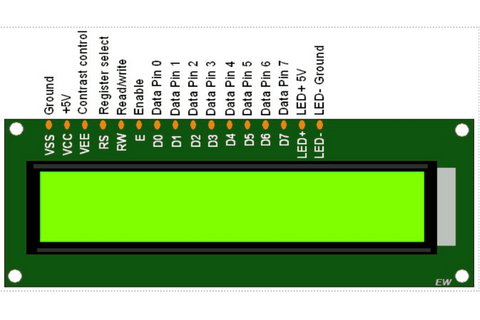 Ground
+5V
Contrast control
Register select
Read/write
Enable
Data Pin 0
Data Pin 1
Data Pin 2
Data Pin 3
Data Pin 4
Data Pin 5
Data Pin 6
Data Pin 7
LED+ 5V
LED- Ground
VSS
VCC
VEE
RS
RW
E
D0
D1
D2
D3
D4
D5
D6
D7
LED+
LED-
EW